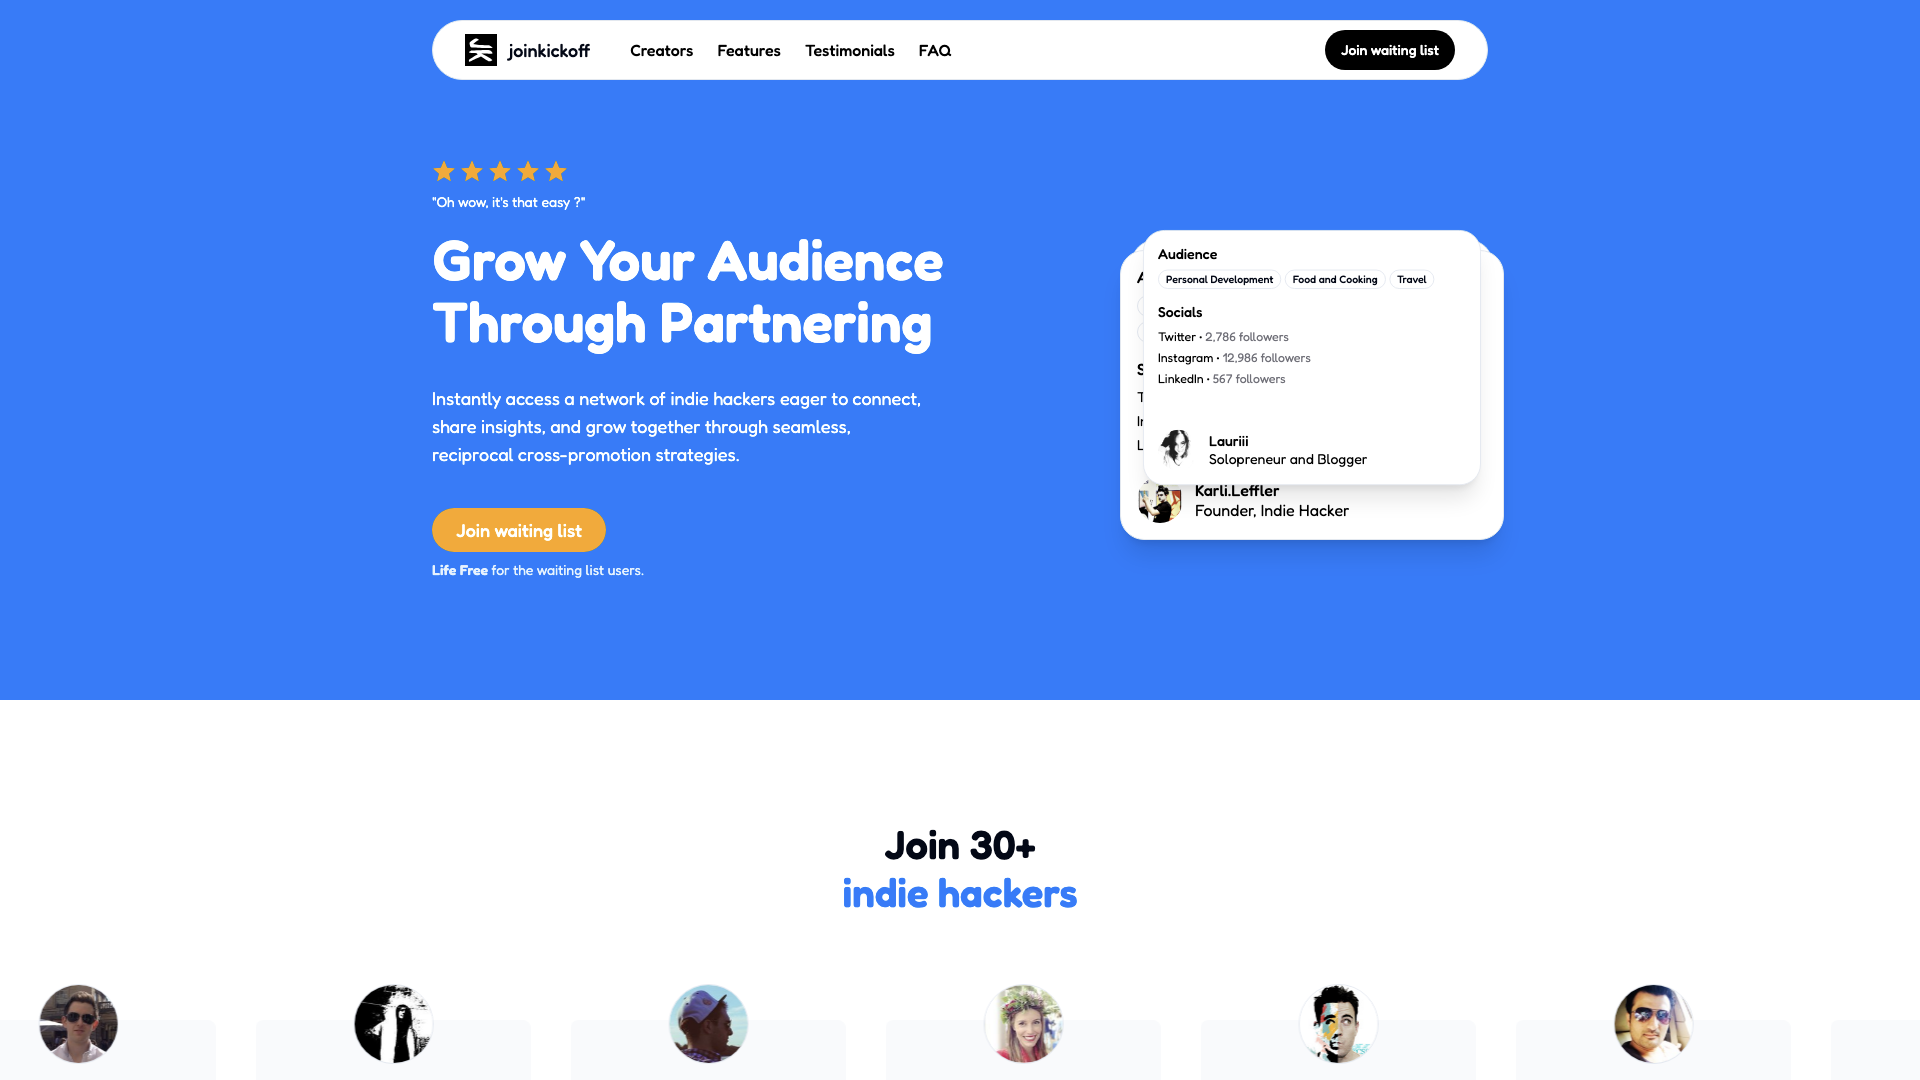 joinkickoff
Creators
Features
Testimonials
FAQ
Join waiting list
"Oh wow, it's that easy ?"
Grow Your Audience
Through Partnering
Instantly access a network of indie hackers eager to connect,
share insights, and grow together through seamless,
reciprocal cross-promotion strategies.
Join waiting list
Life Free for the waiting list users.
Audience
Personal Development
Food and Cooking
Travel
Socials
Twitter • 2,786 followers
Instagram • 12,986 followers
LinkedIn • 567 followers
Lauriii
Solopreneur and Blogger
Karli.Leffler
Founder, Indie Hacker
Join 30+
indie hackers